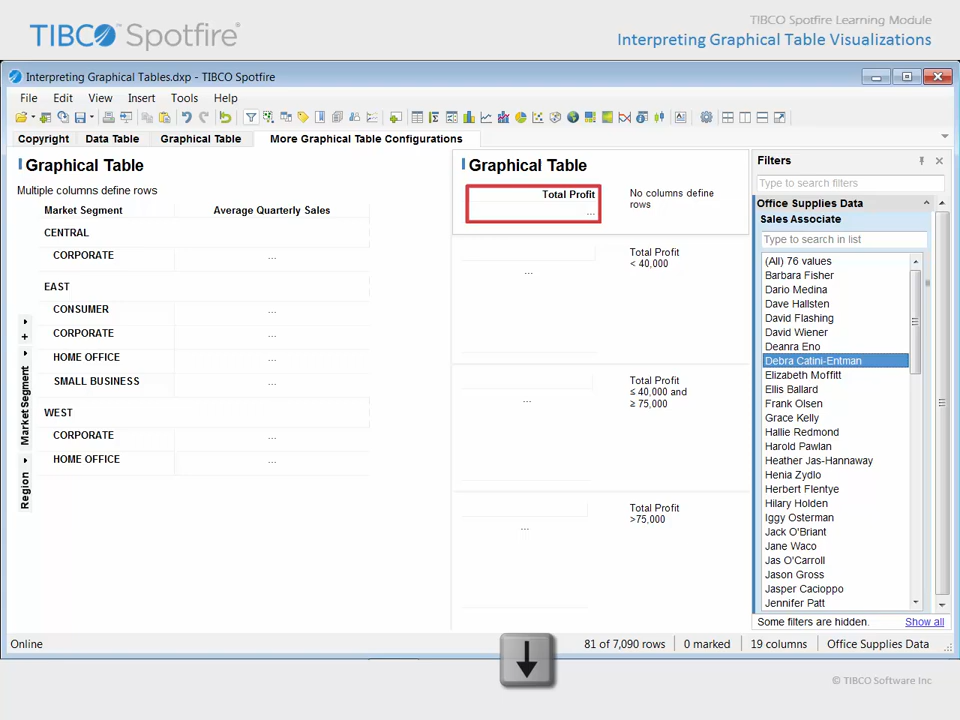 TIBCO™ Spotfire®
TIBCO Spotfire Learning Module
Interpreting Graphical Table Visualizations
Interpreting Graphical Tables.dxp - TIBCO Spotfire
File Edit View Insert Tools Help
Copyright Data Table Graphical Table More Graphical Table Configurations
Graphical Table
Multiple columns define rows
Market Segment Average Quarterly Sales
CENTRAL
CORPORATE ...
EAST
CONSUMER ...
CORPORATE ...
HOME OFFICE ...
SMALL BUSINESS ...
WEST
CORPORATE ...
HOME OFFICE ...
+
Market Segment
Region
Graphical Table
Total Profit
...
No columns define
rows
...
Total Profit
< 40,000
...
Total Profit
≤ 40,000 and
≥ 75,000
...
Total Profit
>75,000
Filters
Type to search filters
Office Supplies Data
Sales Associate
Type to search in list
(All) 76 values
Barbara Fisher
Dario Medina
Dave Hallsten
David Flashing
David Wiener
Deanra Eno
Debra Catini-Entman
Elizabeth Moffitt
Ellis Ballard
Frank Olsen
Grace Kelly
Hallie Redmond
Harold Pawlan
Heather Jas-Hannaway
Henia Zydlo
Herbert Flentye
Hilary Holden
Iggy Osterman
Jack O'Briant
Jane Waco
Jas O'Carroll
Jason Gross
Jasper Cacioppo
Jennifer Patt
Some filters are hidden. Show all
Online 81 of 7,090 rows 0 marked 19 columns Office Supplies Data
© TIBCO Software Inc